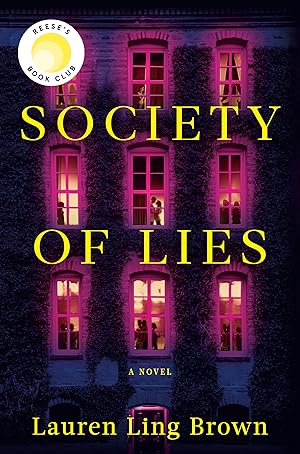 REESE'S
BOOK CLUB
SOCIETY
OF LIES
A NOVEL
Lauren Ling Brown